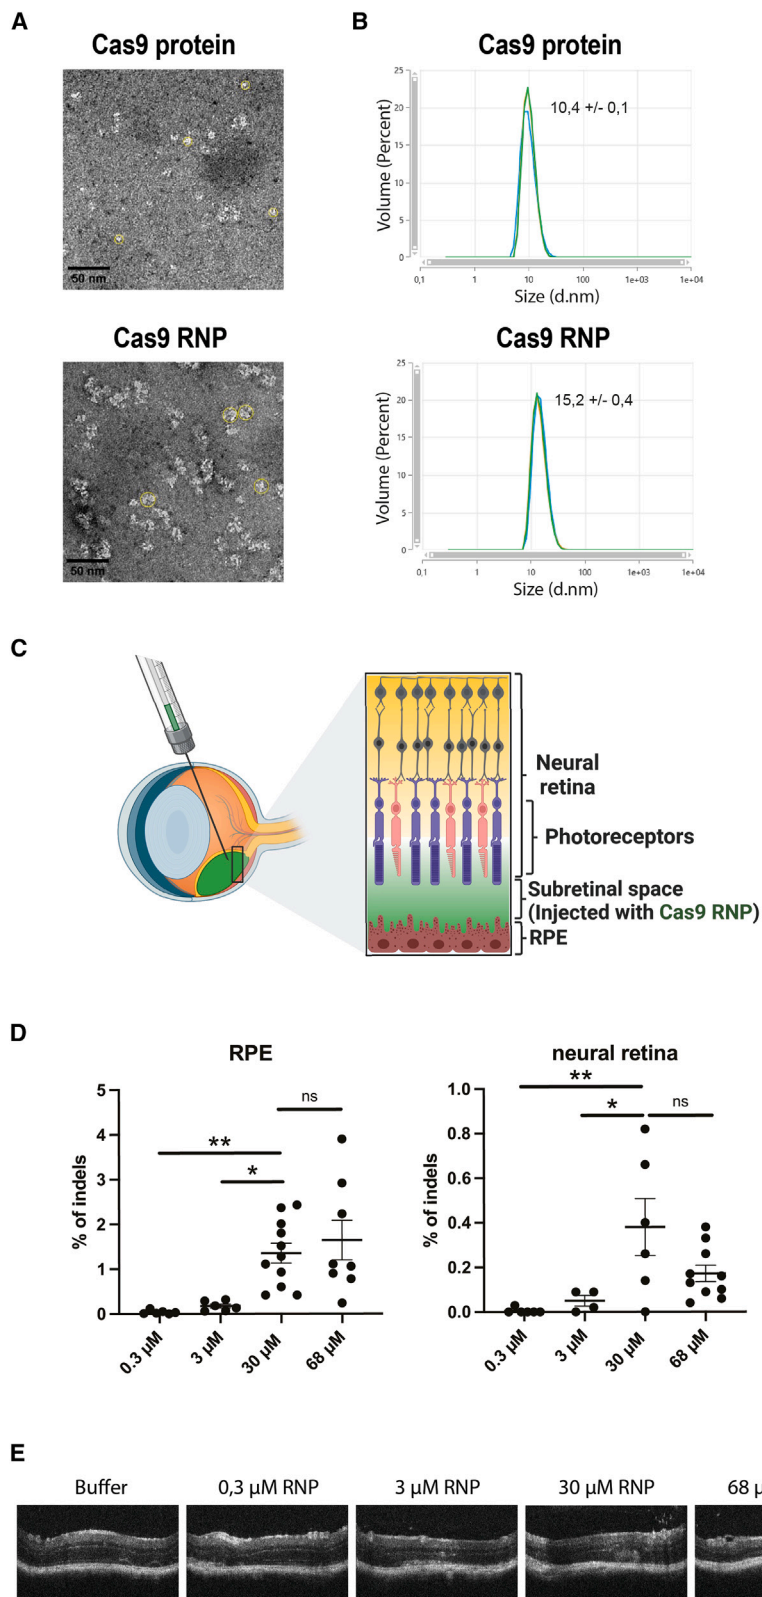 A
Cas9 protein
50 nm
Cas9 RNP
50 nm
B
Cas9 protein
Volume (Percent)
25
20
15
10
5
0
10,4 +/- 0,1
0,1
1
10
100
1e+03
1e+04
Size (d.nm)
Cas9 RNP
Volume (Percent)
25
20
15
10
5
0
15,2 +/- 0,4
0,1
1
10
100
1e+03
1e+04
Size (d.nm)
C
Neural
retina
Photoreceptors
Subretinal space
(Injected with Cas9 RNP)
RPE
D
RPE
% of indels
5
4
3
2
1
0
**
*
ns
0.3 µM
3 µM
30 µM
68 µM
neural retina
% of indels
1.0
0.8
0.6
0.4
0.2
0.0
**
*
ns
0.3 µM
3 µM
30 µM
68 µM
E
Buffer
0,3 µM RNP
3 µM RNP
30 µM RNP
68 µ